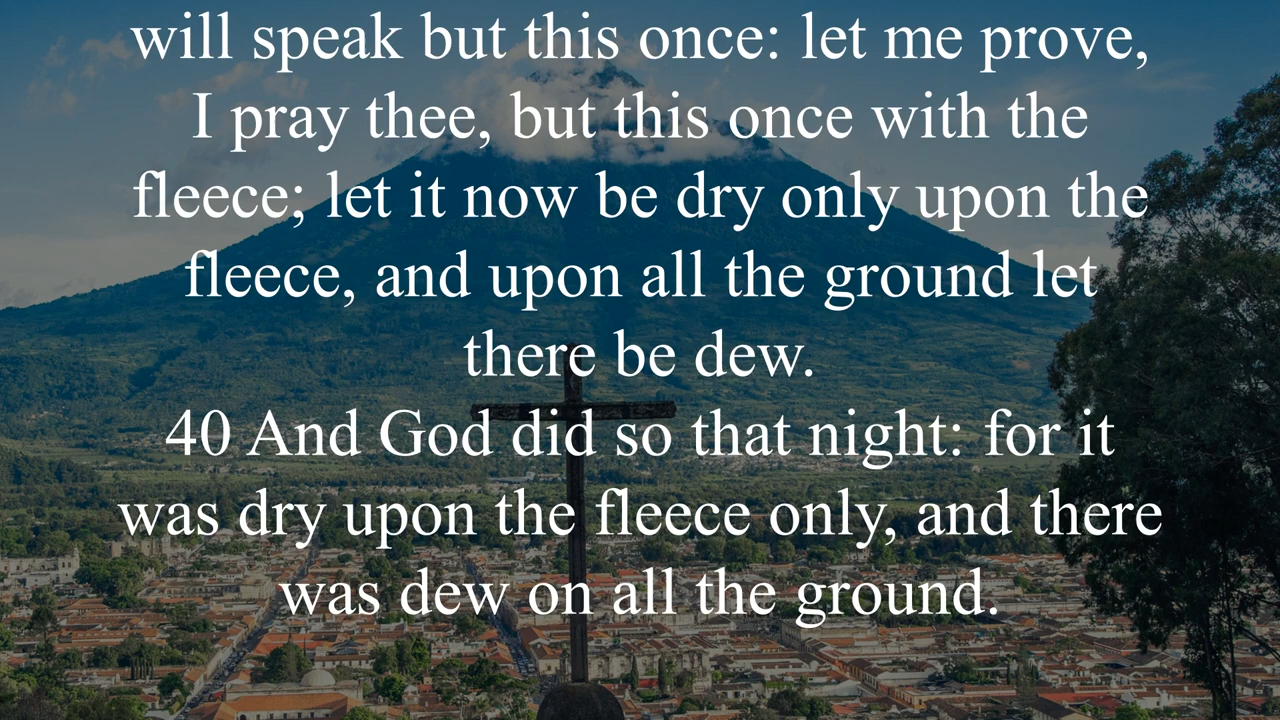 will speak but this once: let me prove,
I pray thee, but this once with the
fleece; let it now be dry only upon the
fleece, and upon all the ground let
there be dew.
40 And God did so that night: for it
was dry upon the fleece only, and there
was dew on all the ground.